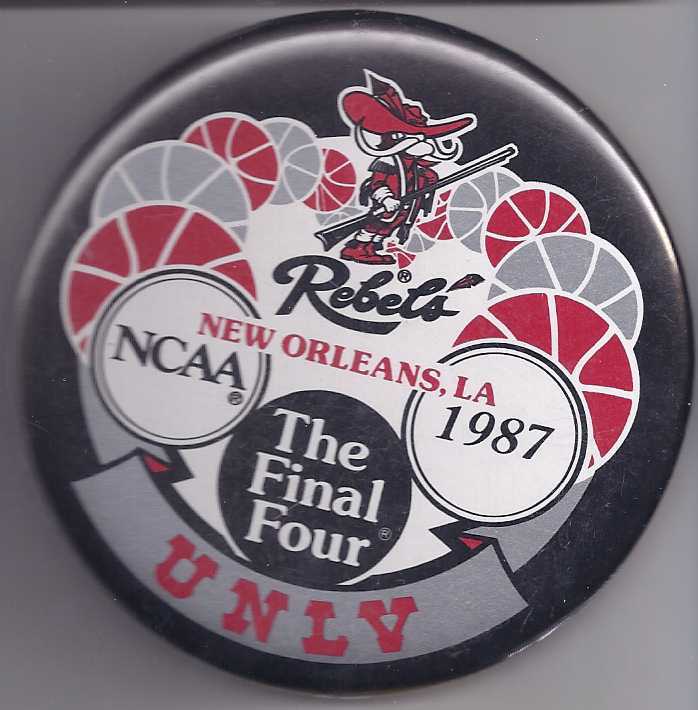 Rebels®
NEW ORLEANS, LA
NCAA®
1987
The
Final
Four®
UNLV